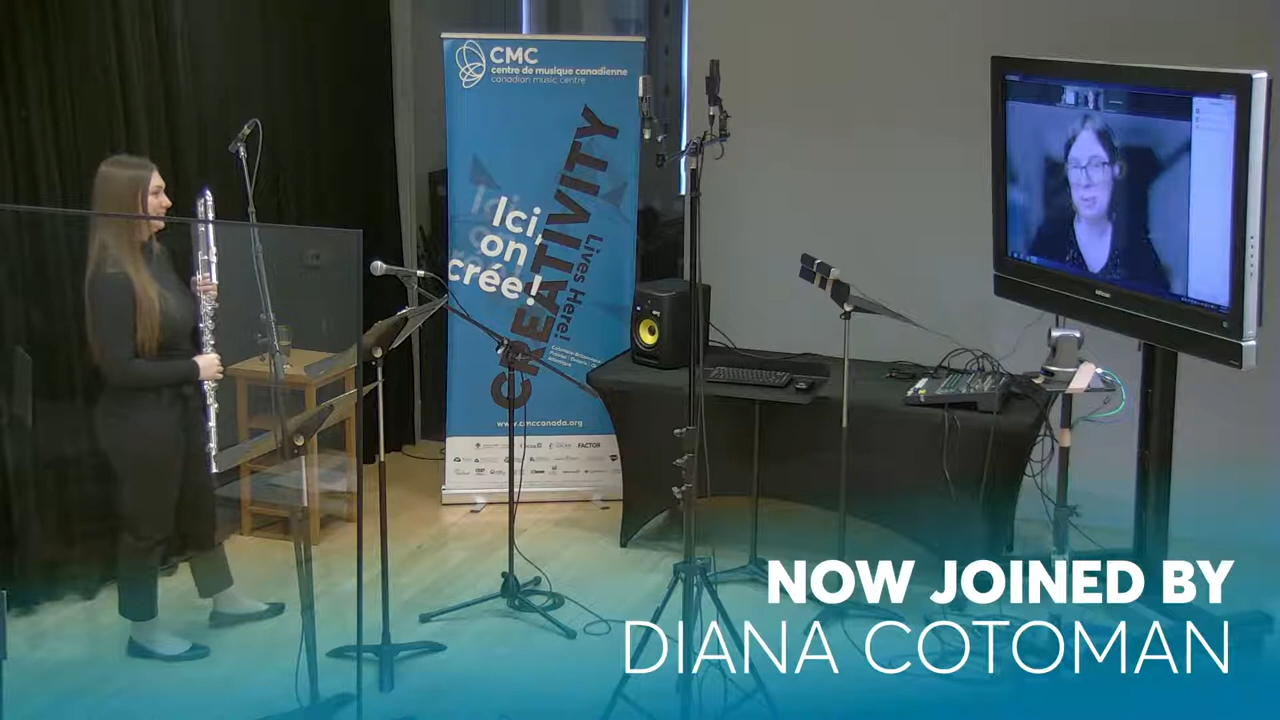 CMC
centre de musique canadienne
canadian music centre
CREATIVITY
Lives Here!
Ici,
on
crée!
www.cmccanada.org
FACTOR
NOW JOINED BY
DIANA COTOMAN